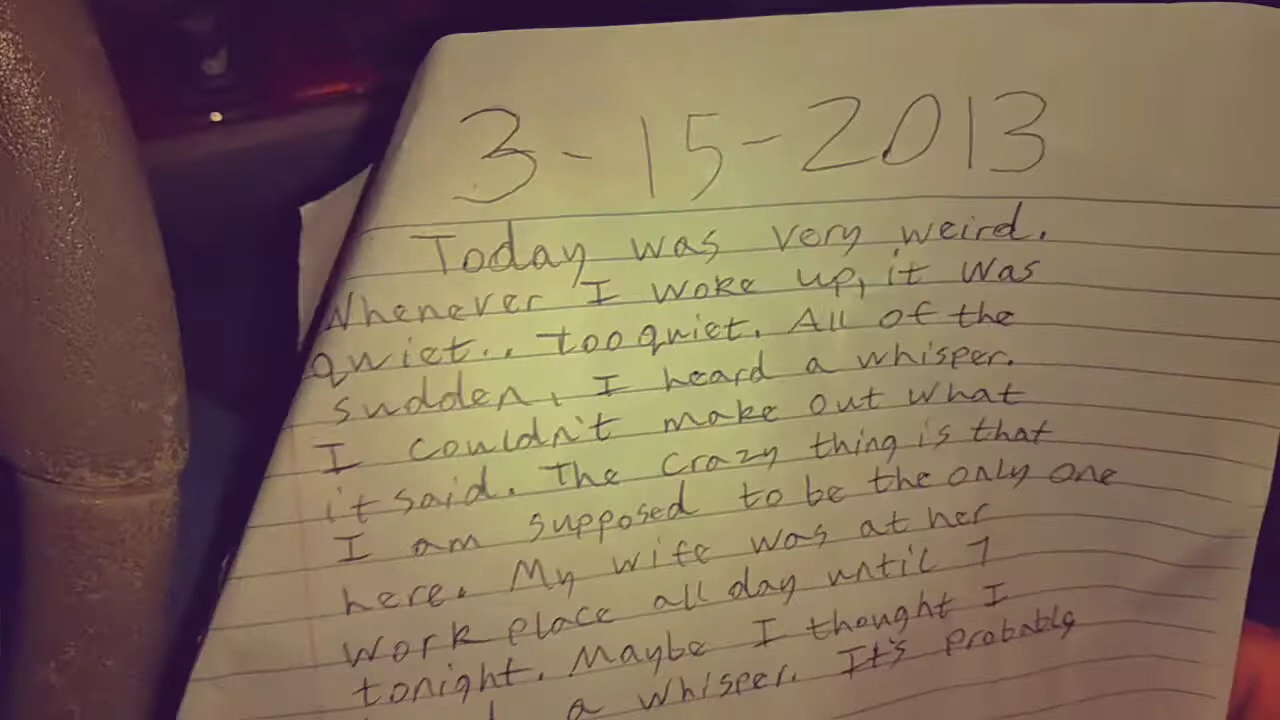 3-15-2013
Today was very weird.
Whenever I woke up, it was
quiet.. too quiet. All of the
sudden, I heard a whisper.
I couldn't make out what
it said. The crazy thing is that
I am supposed to be the only one
here. My wife was at her
work place all day until 7
tonight. Maybe I thought I
a whisper. It's probably